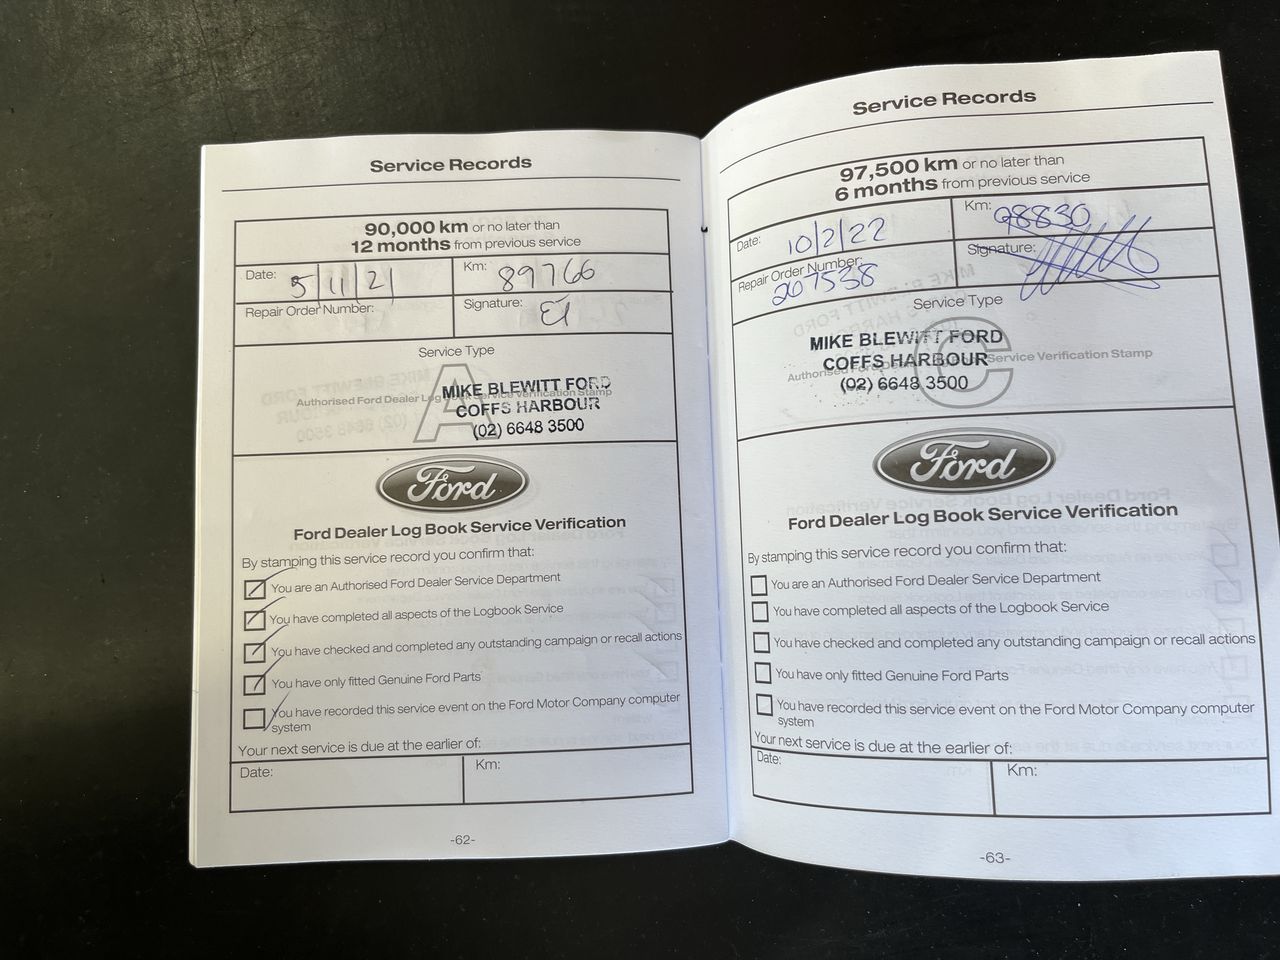 Service Records
90,000 km or no later than
12 months from previous service
Date: 5/11/21
Km: 89766
Repair Order Number:
Signature:
Service Type
A
Authorised Ford Dealer Log Book Service Verification Stamp
MIKE BLEWITT FORD
COFFS HARBOUR
(02) 6648 3500
Ford
Ford Dealer Log Book Service Verification
By stamping this service record you confirm that:
You are an Authorised Ford Dealer Service Department
You have completed all aspects of the Logbook Service
You have checked and completed any outstanding campaign or recall actions
You have only fitted Genuine Ford Parts
You have recorded this service event on the Ford Motor Company computer
system
Your next service is due at the earlier of:
Date:
Km:
-62-
Service Records
97,500 km or no later than
6 months from previous service
Date: 10/2/22
Km: 98830
Repair Order Number:
207538
Signature:
Service Type
C
MIKE BLEWITT FORD
COFFS HARBOUR
(02) 6648 3500
Authorised Ford Dealer Service Verification Stamp
Ford
Ford Dealer Log Book Service Verification
By stamping this service record you confirm that:
You are an Authorised Ford Dealer Service Department
You have completed all aspects of the Logbook Service
You have checked and completed any outstanding campaign or recall actions
You have only fitted Genuine Ford Parts
You have recorded this service event on the Ford Motor Company computer
system
Your next service is due at the earlier of:
Date:
Km:
-63-